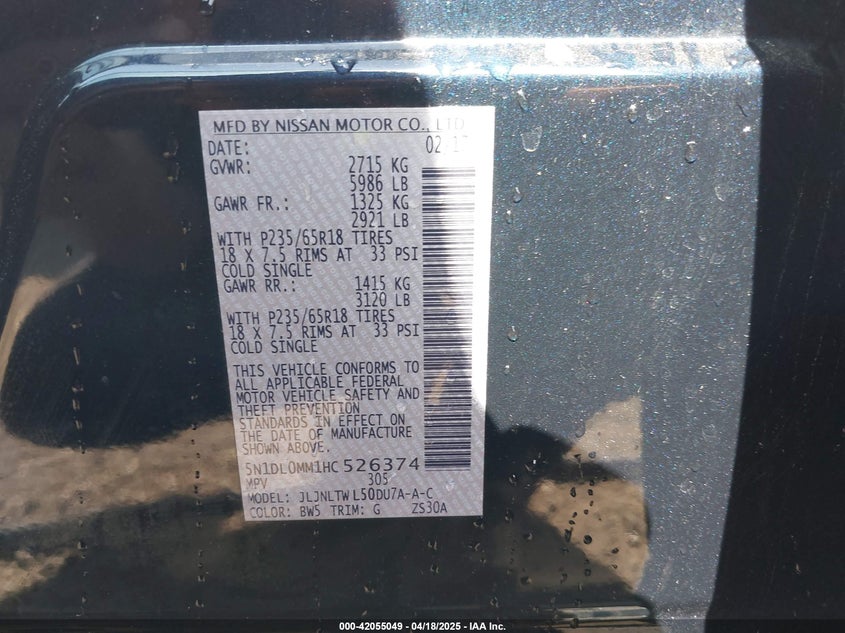 MFD BY NISSAN MOTOR CO., LTD
DATE: 02/17
GVWR: 2715 KG
5986 LB
GAWR FR.: 1325 KG
2921 LB
WITH P235/65R18 TIRES
18 X 7.5 RIMS AT 33 PSI
COLD SINGLE
GAWR RR.: 1415 KG
3120 LB
WITH P235/65R18 TIRES
18 X 7.5 RIMS AT 33 PSI
COLD SINGLE
THIS VEHICLE CONFORMS TO
ALL APPLICABLE FEDERAL
MOTOR VEHICLE SAFETY AND
THEFT PREVENTION
STANDARDS IN EFFECT ON
THE DATE OF MANUFACTURE
SHOWN ABOVE.
5N1DL0MM1HC526374
MPV 305
MODEL: JLJNLTWL50DU7A-A-C
COLOR: BW5 TRIM: G ZS30A
000-42055049 - 04/18/2025 - IAA Inc.